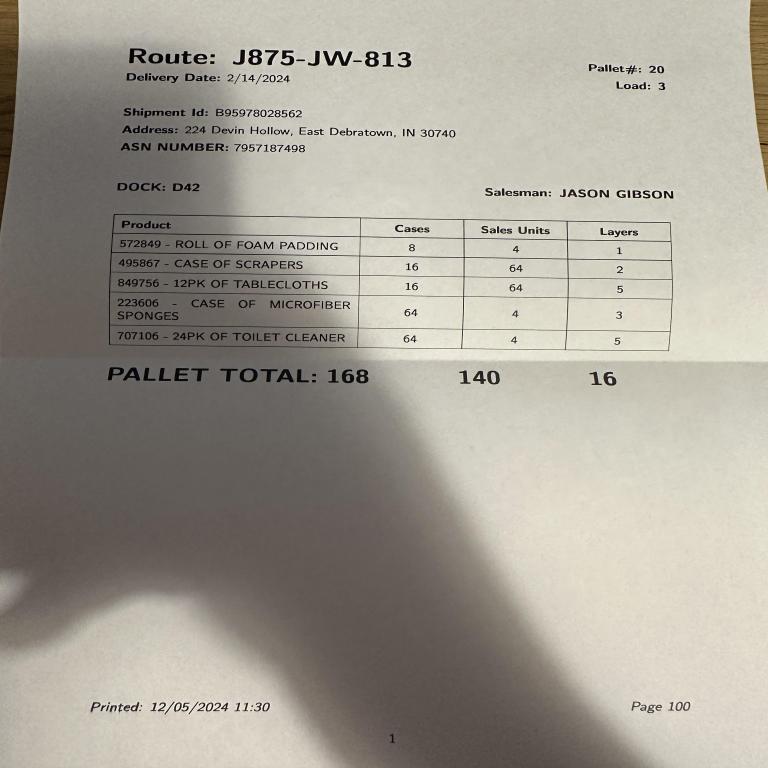 Route: J875-JW-813
Delivery Date: 2/14/2024
Pallet#: 20
Load: 3
Shipment Id: B95978028562
Address: 224 Devin Hollow, East Debratown, IN 30740
ASN NUMBER: 7957187498
DOCK: D42
Salesman: JASON GIBSON
Product Cases Sales Units Layers
572849 - ROLL OF FOAM PADDING 8 4 1
495867 - CASE OF SCRAPERS 16 64 2
849756 - 12PK OF TABLECLOTHS 16 64 5
223606 - CASE OF MICROFIBER
SPONGES 64 4 3
707106 - 24PK OF TOILET CLEANER 64 4 5
PALLET TOTAL: 168 140 16
Printed: 12/05/2024 11:30
Page 100
1